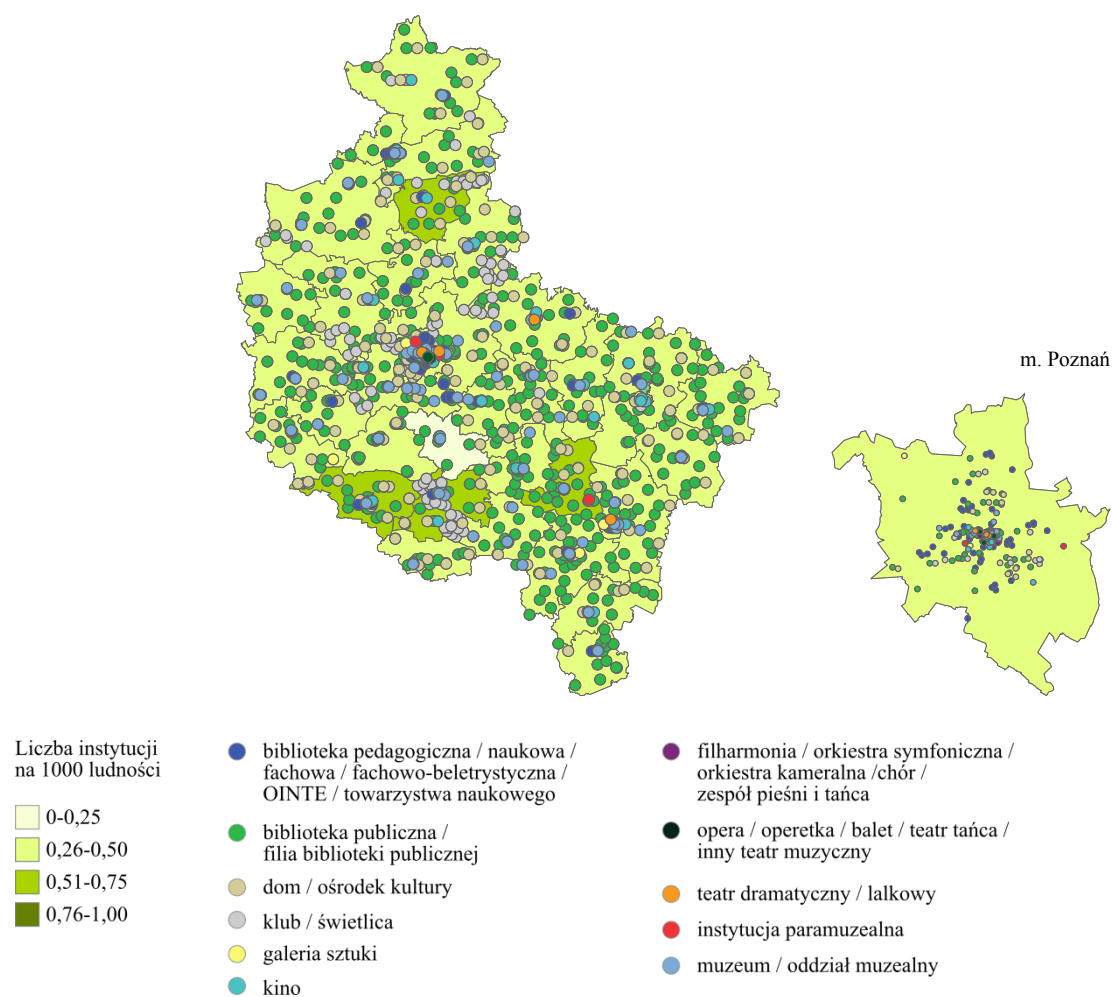 m. Poznań
Liczba instytucji
na 1000 ludności
0-0,25
0,26-0,50
0,51-0,75
0,76-1,00
biblioteka pedagogiczna / naukowa /
fachowa / fachowo-beletrystyczna /
OINTE / towarzystwa naukowego
biblioteka publiczna /
filia biblioteki publicznej
dom / ośrodek kultury
klub / świetlica
galeria sztuki
kino
filharmonia / orkiestra symfoniczna /
orkiestra kameralna /chór /
zespół pieśni i tańca
opera / operetka / balet / teatr tańca /
inny teatr muzyczny
teatr dramatyczny / lalkowy
instytucja paramuzealna
muzeum / oddział muzealny